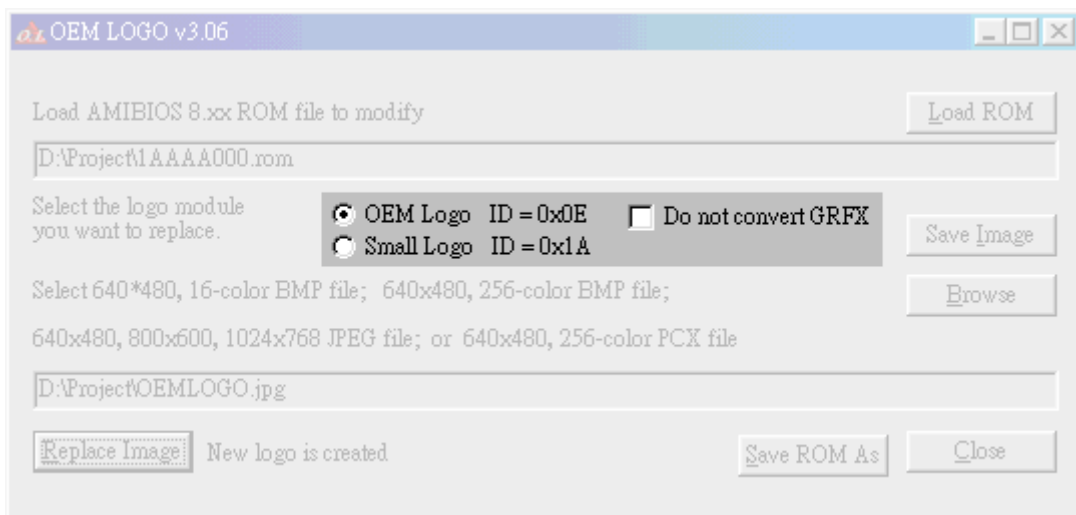 OEM LOGO v3.06
Load AMIBIOS 8.xx ROM file to modify
Load ROM
D:\Project\1AAAA000.rom
Select the logo module
you want to replace.
OEM Logo ID = 0x0E
Do not convert GRFX
Small Logo ID = 0x1A
Save Image
Select 640*480, 16-color BMP file; 640x480, 256-color BMP file;
Browse
640x480, 800x600, 1024x768 JPEG file; or 640x480, 256-color PCX file
D:\Project\OEMLOGO.jpg
Replace Image
New logo is created
Save ROM As
Close